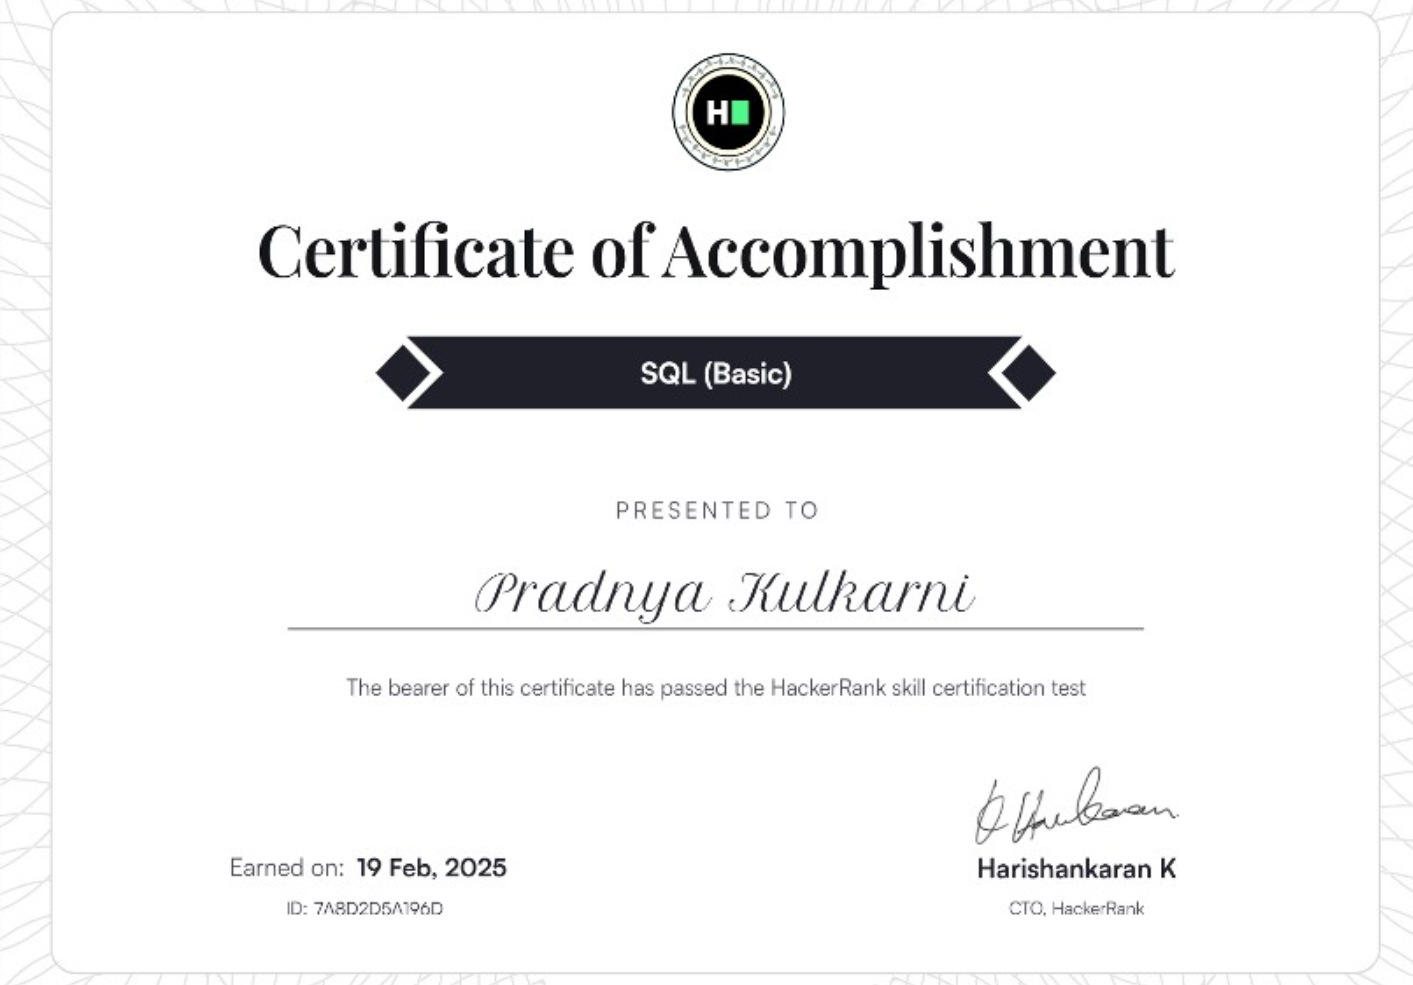 H
Certificate of Accomplishment
SQL (Basic)
PRESENTED TO
Pradnya Kulkarni
The bearer of this certificate has passed the HackerRank skill certification test
Earned on: 19 Feb, 2025
ID: 7A8D2D5A196D
Harishankaran K
CTO, HackerRank